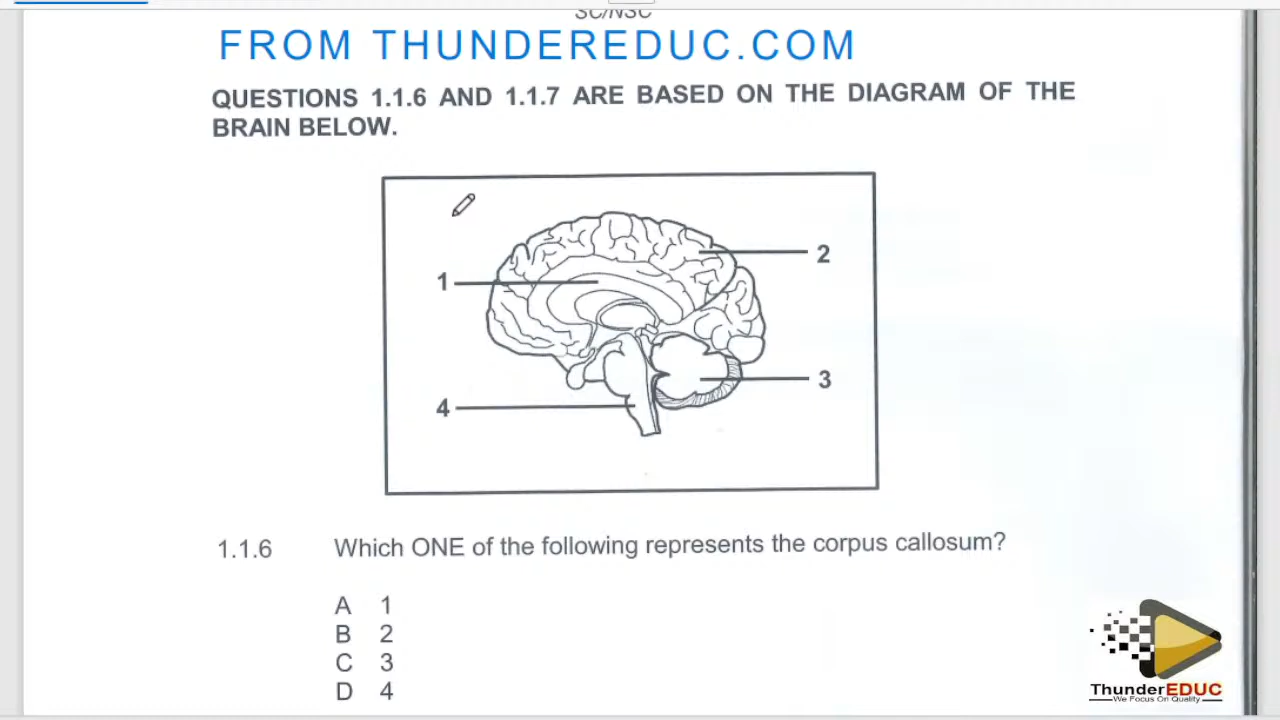 SC/NSC
FROM THUNDEREDUC.COM
QUESTIONS 1.1.6 AND 1.1.7 ARE BASED ON THE DIAGRAM OF THE
BRAIN BELOW.
1
2
3
4
1.1.6 Which ONE of the following represents the corpus callosum?
A 1
B 2
C 3
D 4
ThunderEDUC
We Focus On Quality